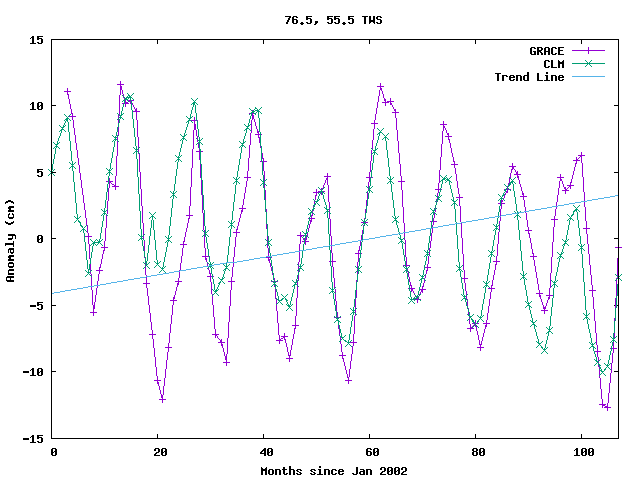 76.5, 55.5 TWS
GRACE
CLM
Trend Line
15
10
5
0
-5
-10
-15
Anomaly (cm)
0 20 40 60 80 100
Months since Jan 2002